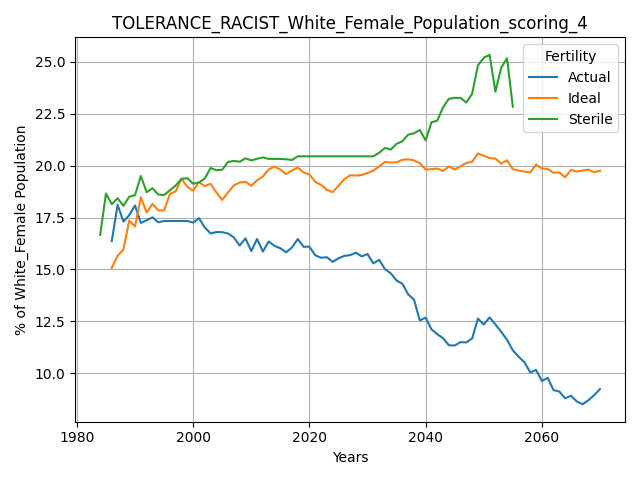 TOLERANCE_RACIST_White_Female_Population_scoring_4
Fertility
Actual
Ideal
Sterile
% of White_Female Population
25.0
22.5
20.0
17.5
15.0
12.5
10.0
1980
2000
2020
2040
2060
Years